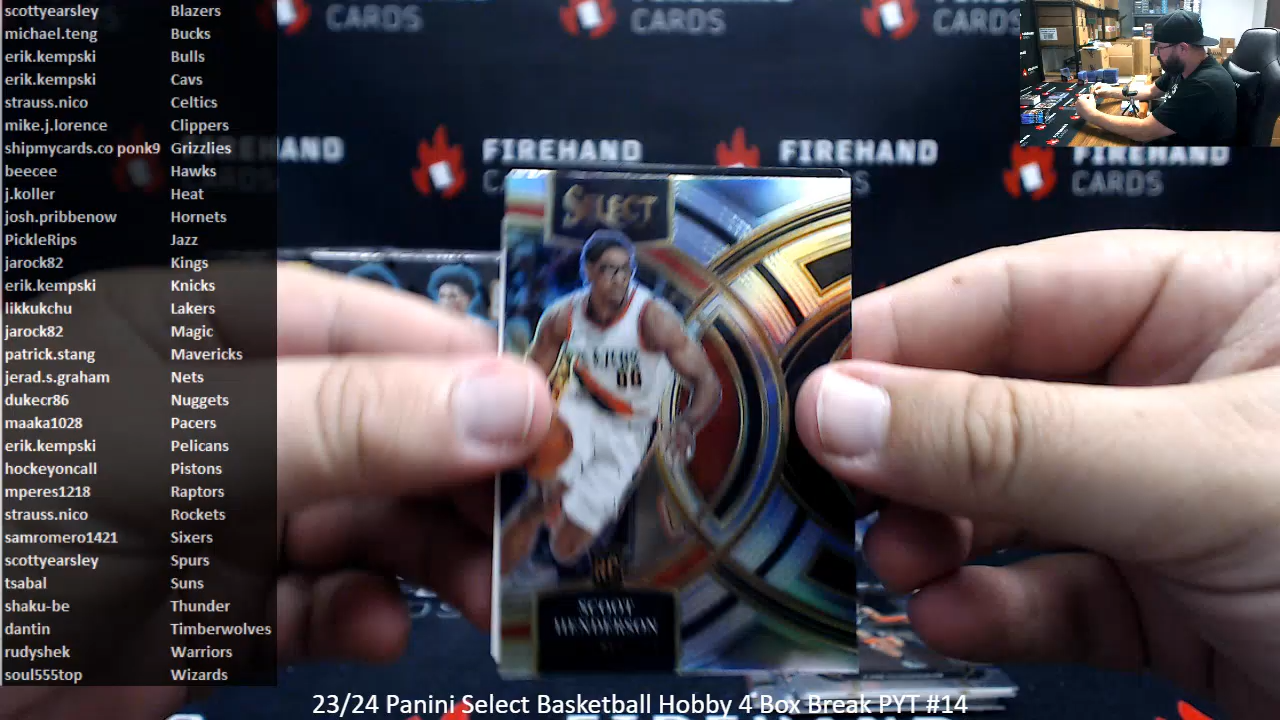 scottyearsley Blazers
michael.teng Bucks
erik.kempski Bulls
erik.kempski Cavs
strauss.nico Celtics
mike.j.lorence Clippers
shipmycards.co ponk9 Grizzlies
beecee Hawks
j.koller Heat
josh.pribbenow Hornets
PickleRips Jazz
jarock82 Kings
erik.kempski Knicks
likkukchu Lakers
jarock82 Magic
patrick.stang Mavericks
jerad.s.graham Nets
dukecr86 Nuggets
maaka1028 Pacers
erik.kempski Pelicans
hockeyoncall Pistons
mperes1218 Raptors
strauss.nico Rockets
samromero1421 Sixers
scottyearsley Spurs
tsabal Suns
shaku-be Thunder
dantin Timberwolves
rudyshek Warriors
soul555top Wizards
CARDS
CARDS
CARDS
HAND
FIREHAND
FIREHAND
FIREHAND
CARDS
SELECT
00
RC
SCOOT
HENDERSON
23/24 Panini Select Basketball Hobby 4 Box Break PYT #14